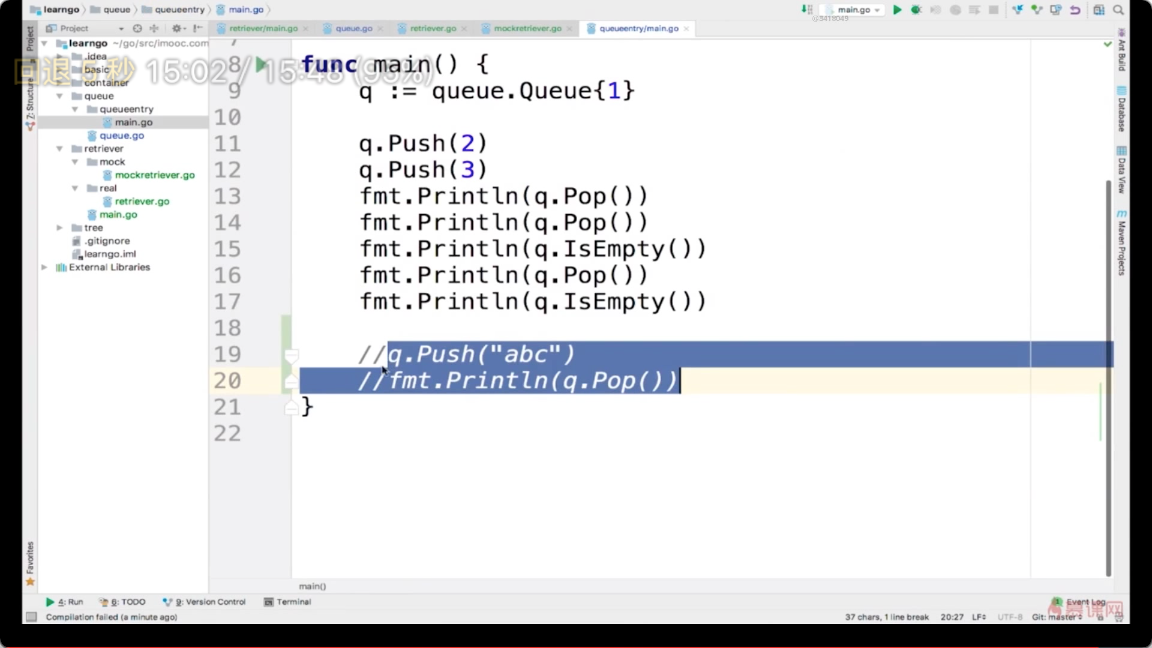 learngo queue queueentry main.go
main.go
Project
retriever/main.go queue.go retriever.go mockretriever.go queueentry/main.go
回退 5 秒 15:02 / 15:48 (95%)
learngo ~/go/src/imooc.com
.idea
basic
container
queue
queueentry
main.go
queue.go
retriever
mock
mockretriever.go
real
retriever.go
main.go
tree
.gitignore
learngo.iml
External Libraries
Project
Z: Structure
Favorites
7
8 func main() {
9 q := queue.Queue{1}
10
11 q.Push(2)
12 q.Push(3)
13 fmt.Println(q.Pop())
14 fmt.Println(q.Pop())
15 fmt.Println(q.IsEmpty())
16 fmt.Println(q.Pop())
17 fmt.Println(q.IsEmpty())
18
19 //q.Push("abc")
20 //fmt.Println(q.Pop())
21 }
22
Ant Build
Database
Data View
Maven Projects
main()
4: Run 6: TODO 9: Version Control Terminal Event Log
慕课网
Compilation failed (a minute ago) 37 chars, 1 line break 20:27 LF÷ UTF-8 Git: master